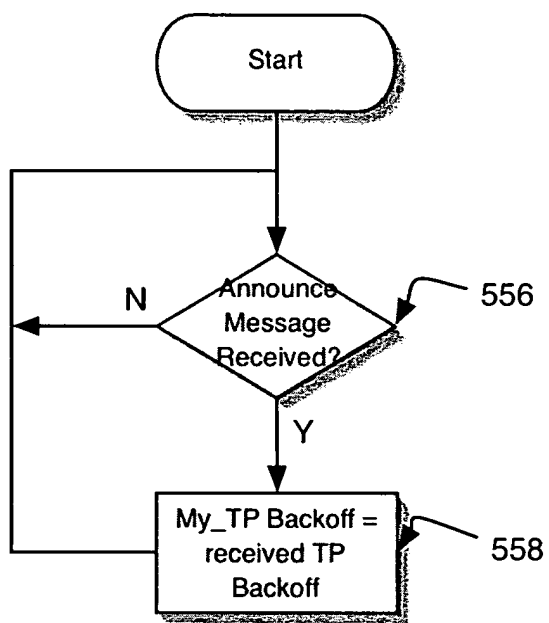 Start
N
Announce
Message
Received?
556
Y
My_TP Backoff =
received TP
Backoff
558